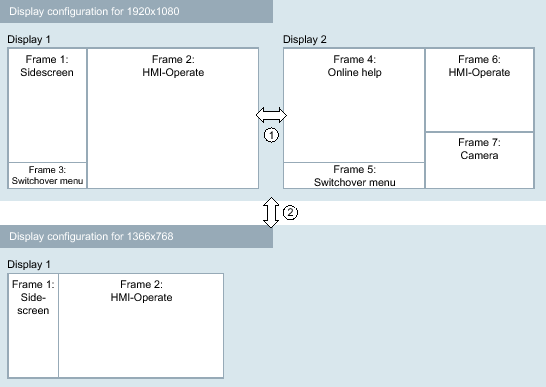 Display configuration for 1920x1080
Display 1
Display 2
Frame 1:
Sidescreen
Frame 2:
HMI-Operate
Frame 3:
Switchover menu
Frame 4:
Online help
Frame 6:
HMI-Operate
Frame 5:
Switchover menu
Frame 7:
Camera
1
2
Display configuration for 1366x768
Display 1
Frame 1:
Side-
screen
Frame 2:
HMI-Operate